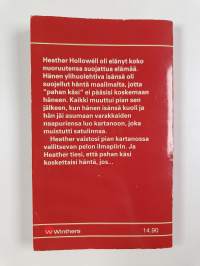 Heather Hollowell oli elänyt koko
nuoruutensa suojattua elämää.
Hänen ylihuolehtiva isänsä oli
suojellut häntä maailmalta, jotta
"pahan käsi" ei pääsisi koskemaan
häneen. Kaikki muuttui pian sen
jälkeen, kun hänen isänsä kuoli ja
hän jäi asumaan varakkaiden
naapuriensa luo kartanoon, joka
muistutti satulinnaa.
Heather vaistosi pian kartanossa
vallitsevan pelon ilmapiirin. Ja
Heather tiesi, että pahan käsi
koskettaisi häntä, jos...
Winthers
14.90